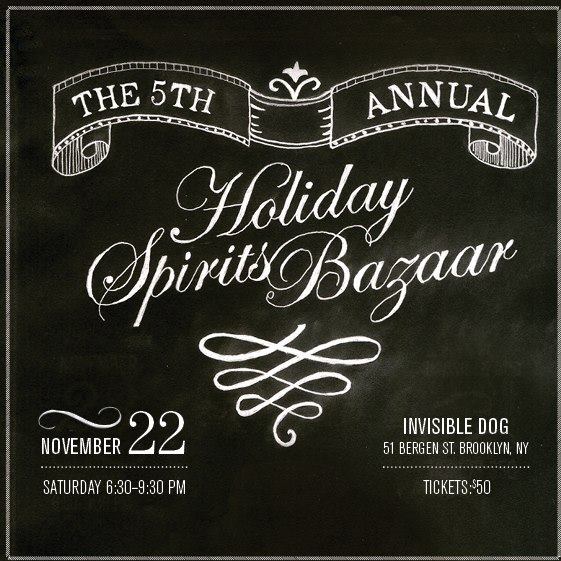 THE 5TH ANNUAL
Holiday
Spirits Bazaar
NOVEMBER 22
SATURDAY 6:30-9:30 PM
INVISIBLE DOG
51 BERGEN ST. BROOKLYN, NY
TICKETS:$50